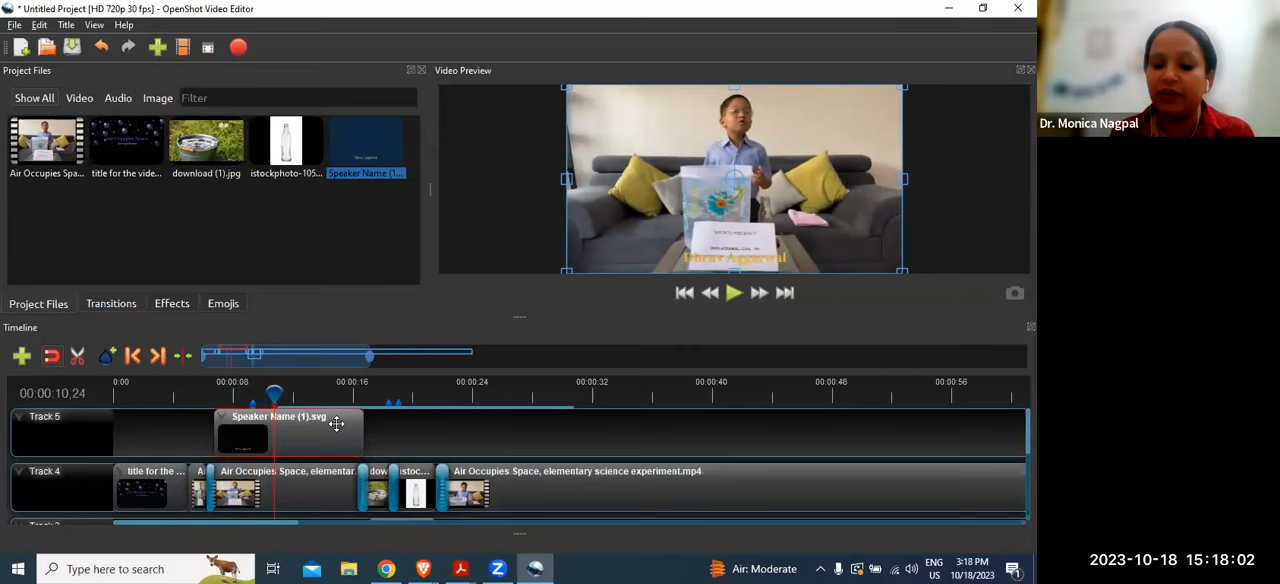 * Untitled Project [HD 720p 30 fps] - OpenShot Video Editor
File Edit Title View Help
Project Files
Video Preview
Show All Video Audio Image Filter
Air Occupies Spa... title for the vide... download (1).jpg istockphoto-105... Speaker Name (1...
Dhruv Aggarwal
Project Files Transitions Effects Emojis
Timeline
00:00:10,24
0:00 00:00:08 00:00:16 00:00:24 00:00:32 00:00:40 00:00:48 00:00:56
Track 5
Speaker Name (1).svg
Track 4
title for the ... Air Occupies Space, elementar dow istoc... Air Occupies Space, elementary science experiment.mp4
Dr. Monica Nagpal
Type here to search
Air: Moderate
ENG
US
3:18 PM
10/18/2023
1
2023-10-18 15:18:02